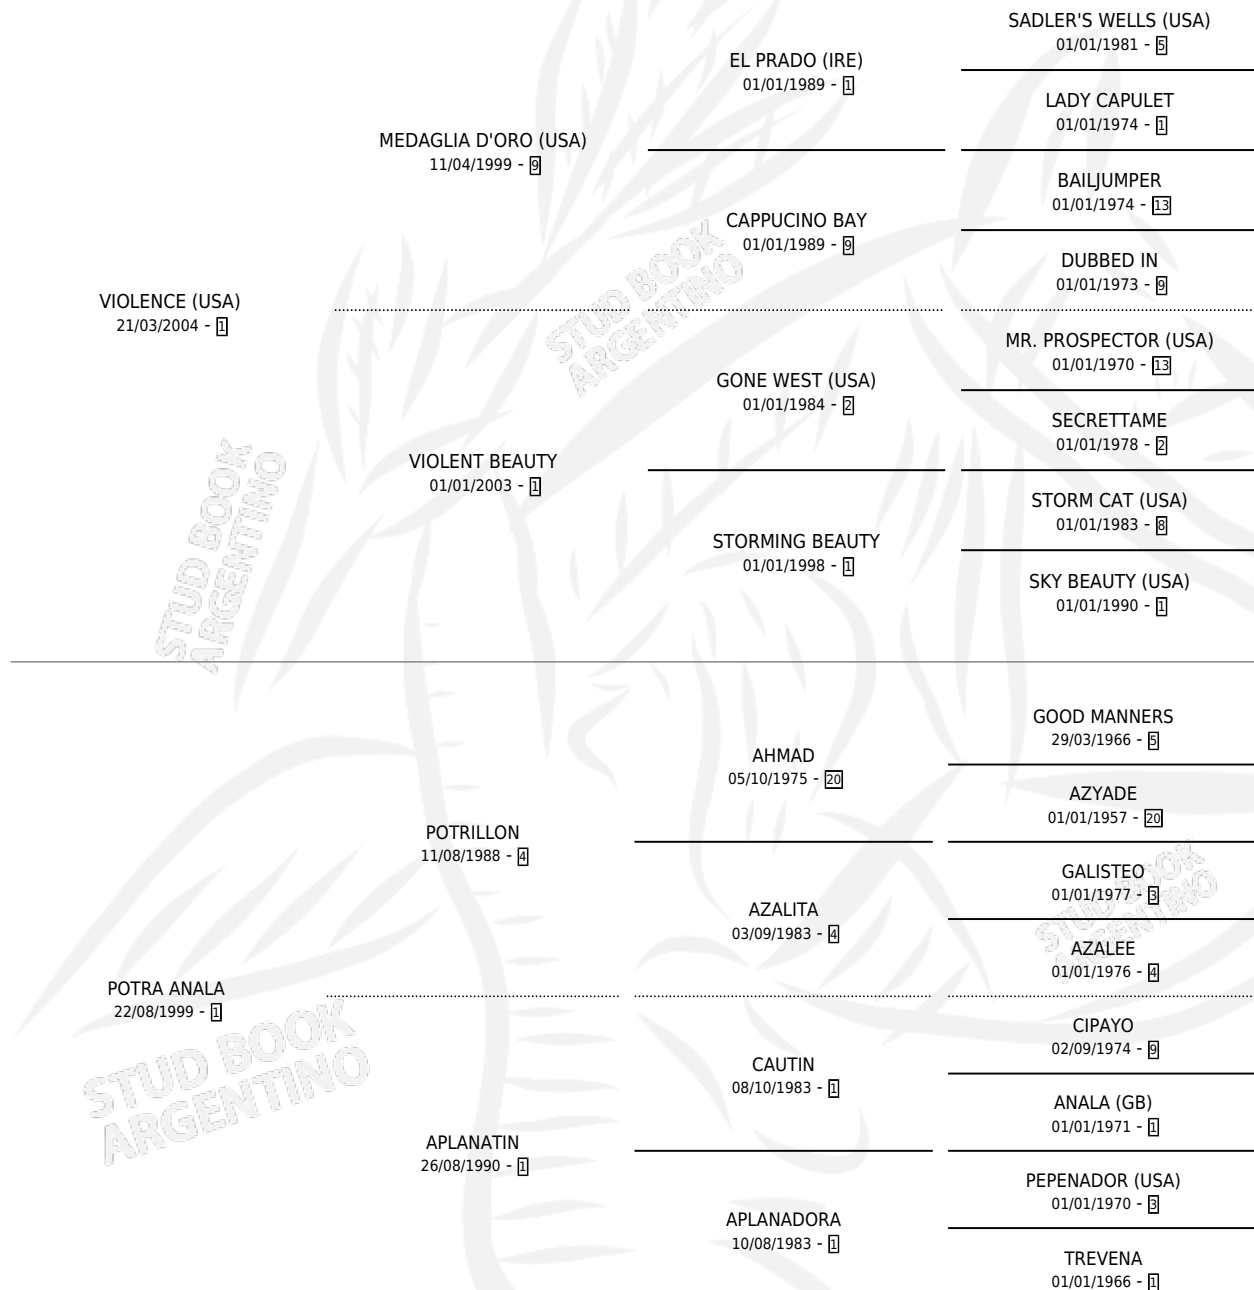 SADLER'S WELLS (USA)
01/01/1981 - 5
EL PRADO (IRE)
01/01/1989 - 1
LADY CAPULET
01/01/1974 - 1
MEDAGLIA D'ORO (USA)
11/04/1999 - 9
BAILJUMPER
01/01/1974 - 13
CAPPUCINO BAY
01/01/1989 - 9
DUBBED IN
01/01/1973 - 9
VIOLENCE (USA)
21/03/2004 - 1
MR. PROSPECTOR (USA)
01/01/1970 - 13
GONE WEST (USA)
01/01/1984 - 2
SECRETTAME
01/01/1978 - 2
VIOLENT BEAUTY
01/01/2003 - 1
STORM CAT (USA)
01/01/1983 - 8
STORMING BEAUTY
01/01/1998 - 1
SKY BEAUTY (USA)
01/01/1990 - 1
GOOD MANNERS
29/03/1966 - 5
AHMAD
05/10/1975 - 20
AZYADE
01/01/1957 - 20
POTRILLON
11/08/1988 - 4
GALISTEO
01/01/1977 - 3
AZALITA
03/09/1983 - 4
AZALEE
01/01/1976 - 4
POTRA ANALA
22/08/1999 - 1
CIPAYO
02/09/1974 - 9
CAUTIN
08/10/1983 - 1
ANALA (GB)
01/01/1971 - 1
APLANATIN
26/08/1990 - 1
PEPENADOR (USA)
01/01/1970 - 3
APLANADORA
10/08/1983 - 1
TREVENA
01/01/1966 - 1
STUD BOOK
ARGENTINO
STUD BOOK
ARGENTINO
STUD BOOK
ARGENTINO
STUD BOOK
ARGENTINO